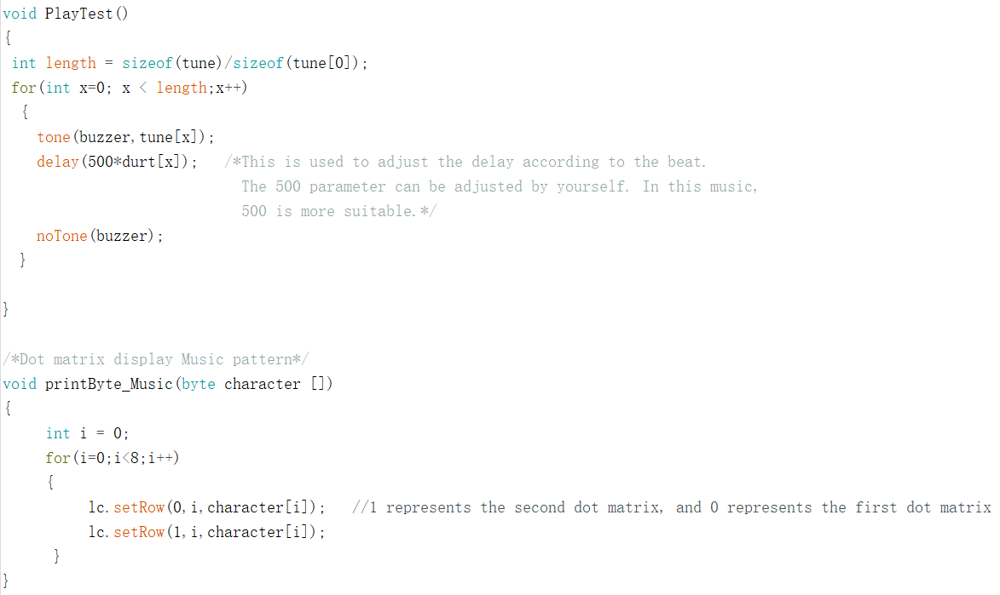 void PlayTest()
{
int length = sizeof(tune)/sizeof(tune[0]);
for(int x=0; x < length;x++)
{
tone(buzzer,tune[x]);
delay(500*durt[x]);   /*This is used to adjust the delay according to the beat.
The 500 parameter can be adjusted by yourself. In this music,
500 is more suitable.*/
noTone(buzzer);
}
}
/*Dot matrix display Music pattern*/
void printByte_Music(byte character [])
{
int i = 0;
for(i=0;i<8;i++)
{
lc.setRow(0,i,character[i]);   //1 represents the second dot matrix, and 0 represents the first dot matrix
lc.setRow(1,i,character[i]);
}
}